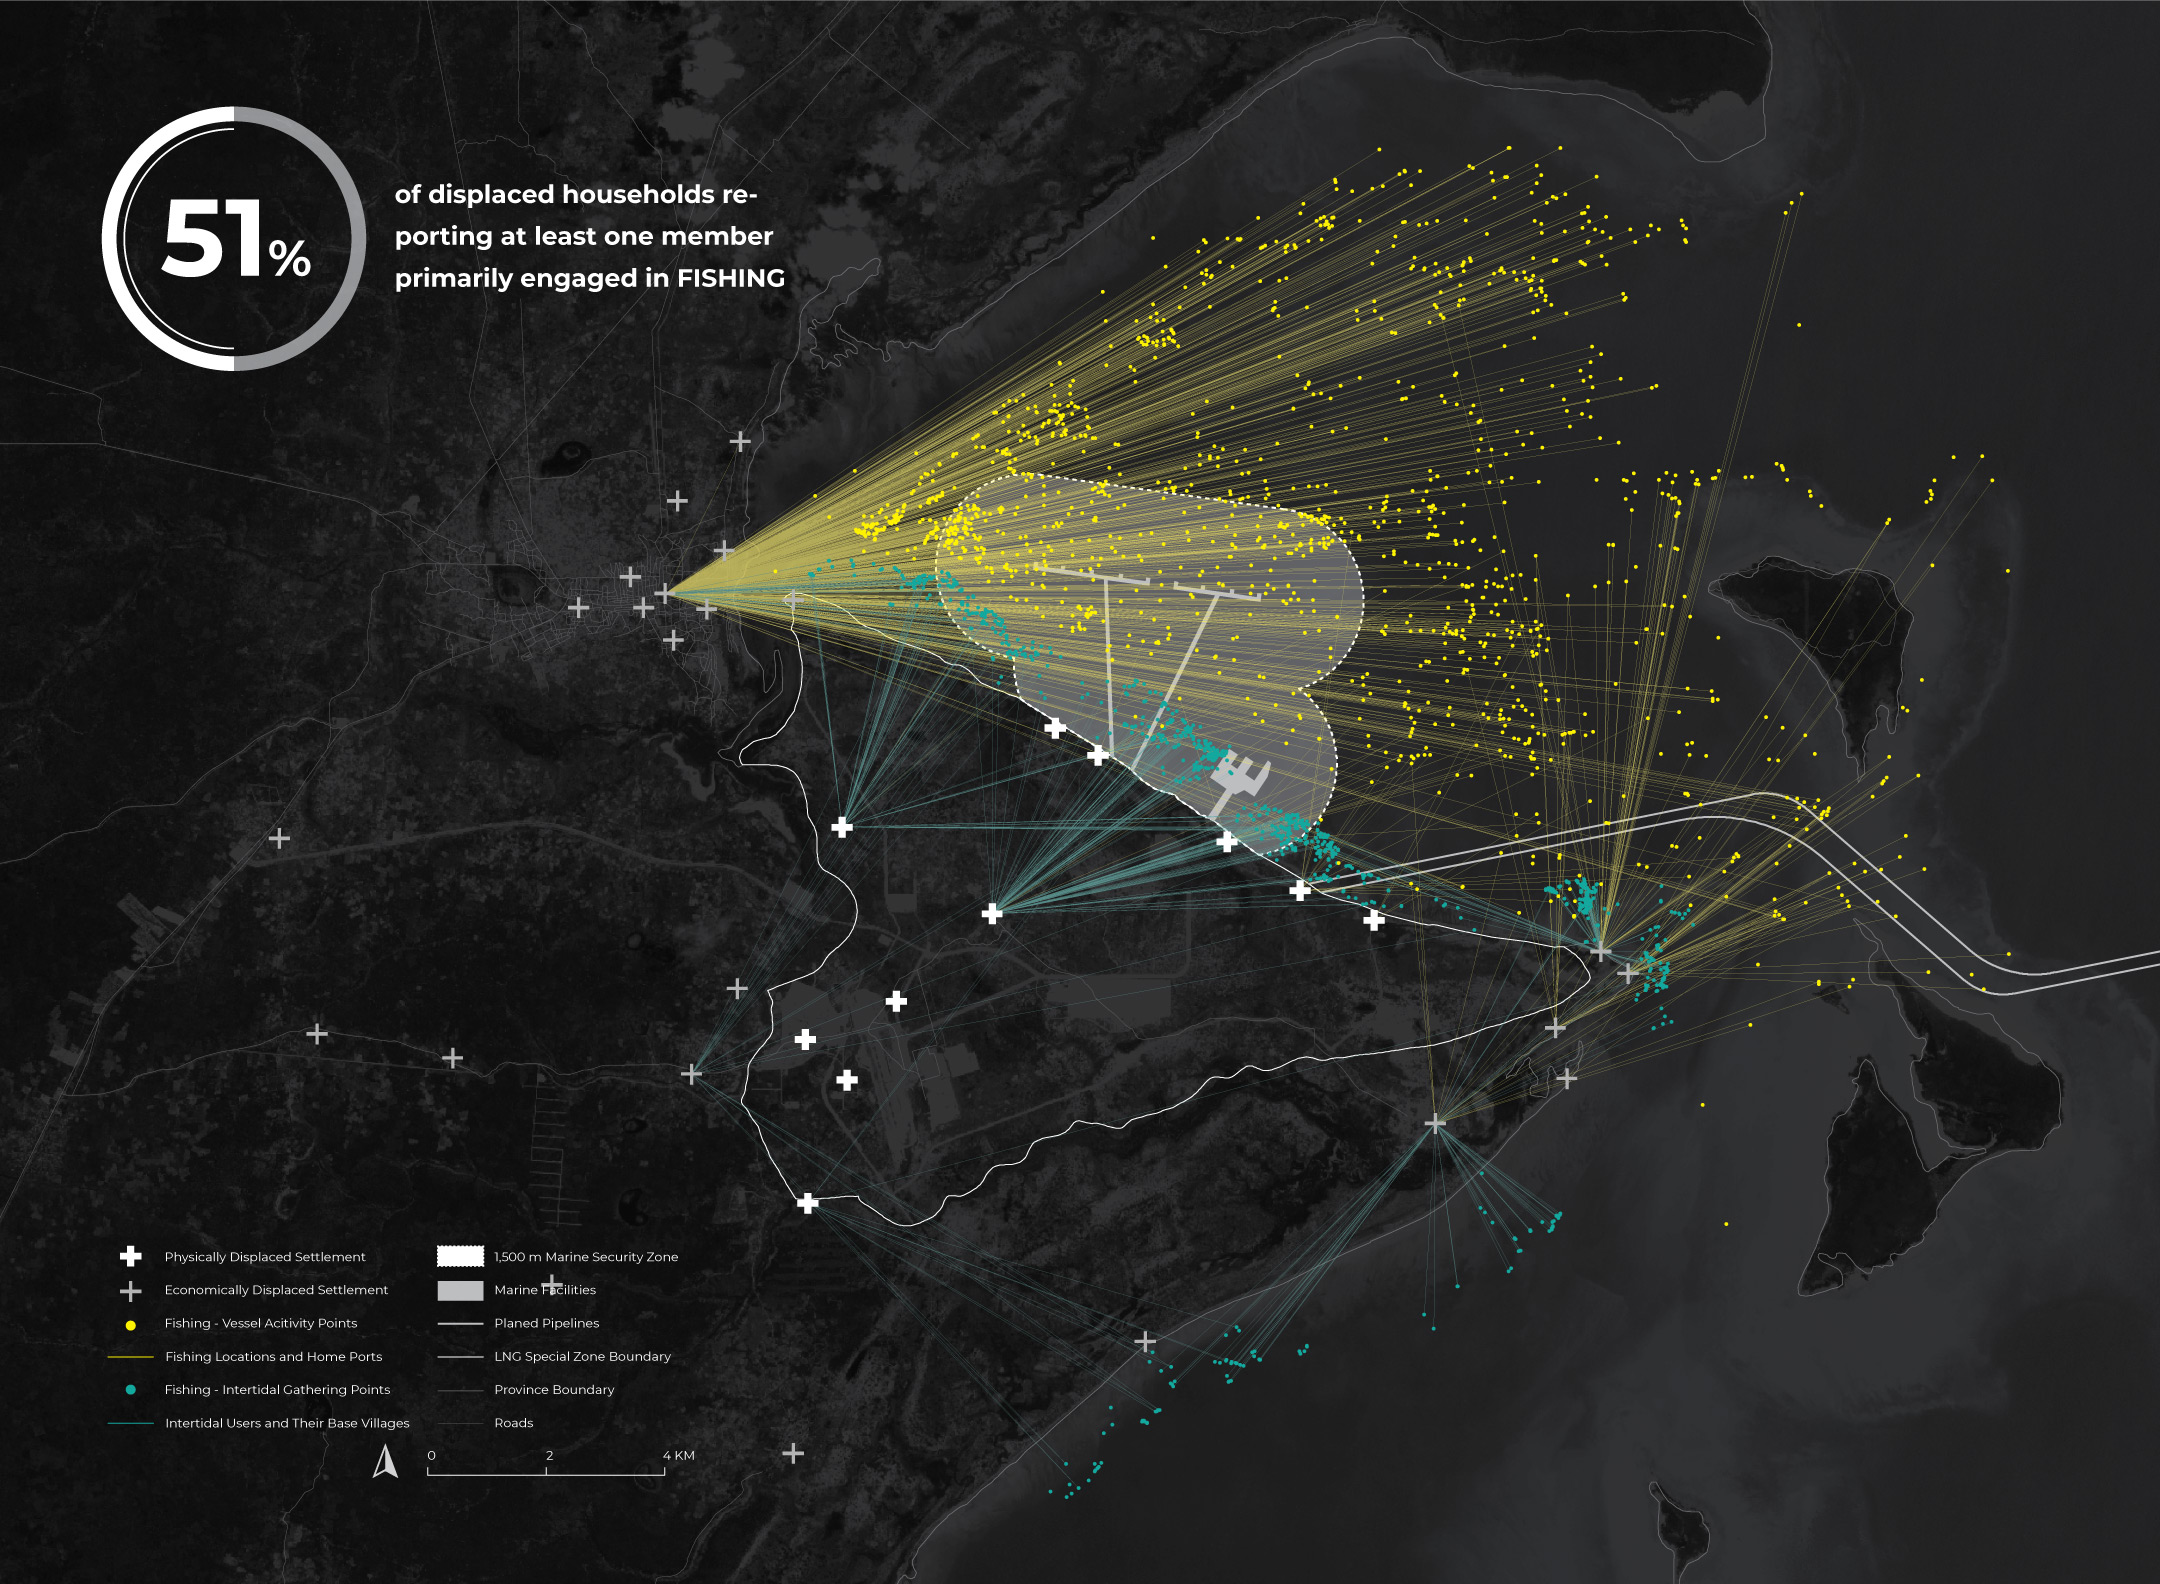 51%
of displaced households re-
porting at least one member
primarily engaged in FISHING
Physically Displaced Settlement
Economically Displaced Settlement
Fishing - Vessel Acitivity Points
Fishing Locations and Home Ports
Fishing - Intertidal Gathering Points
Intertidal Users and Their Base Villages
1,500 m Marine Security Zone
Marine Facilities
Planed Pipelines
LNG Special Zone Boundary
Province Boundary
Roads
0 2 4 KM